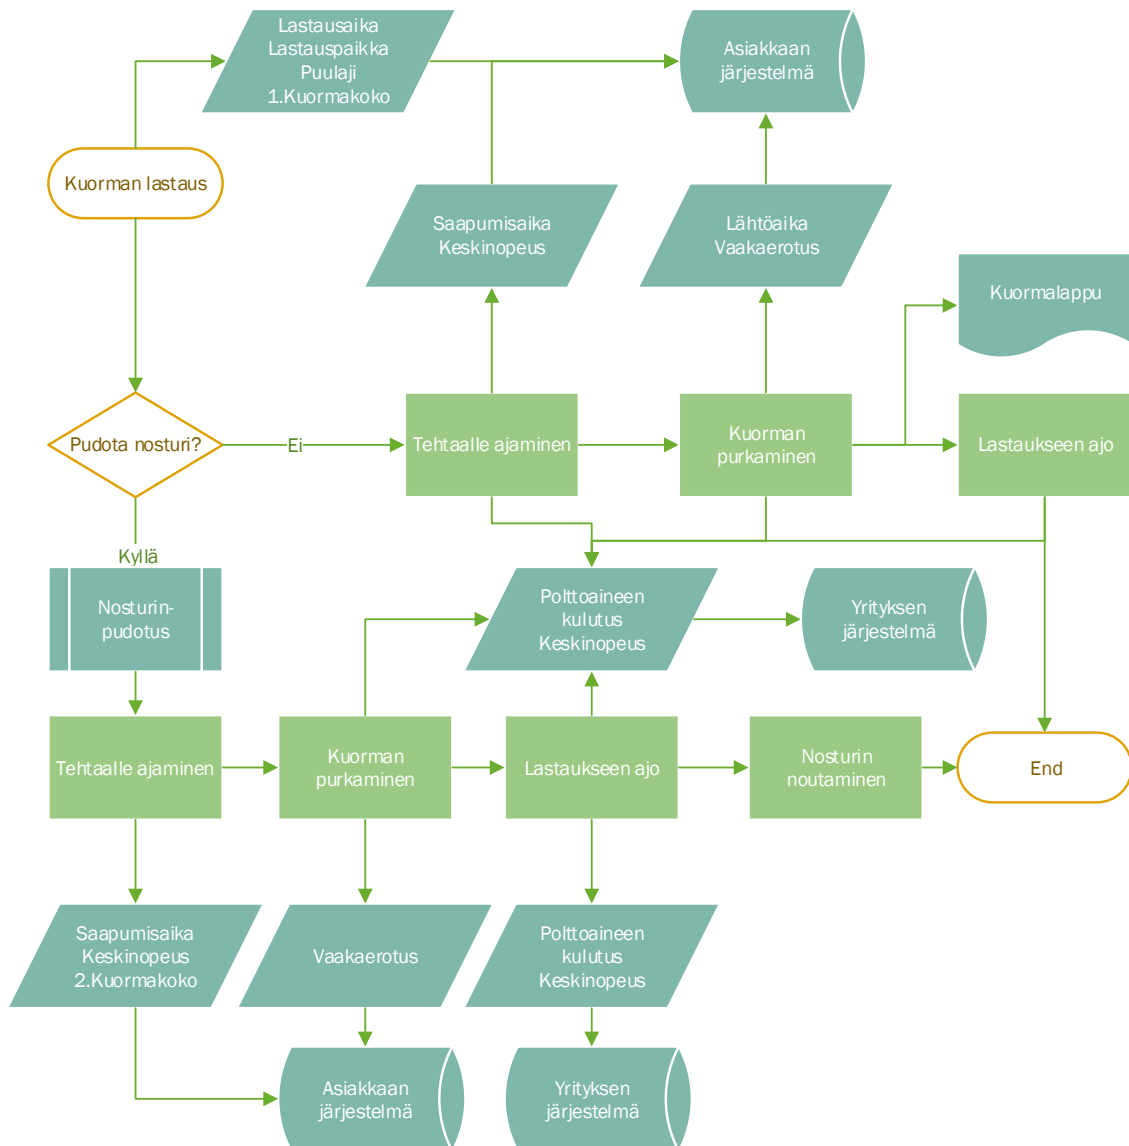 Lastausaika
Lastauspaikka
Puulaji
1.Kuormakoko
Asiakkaan
järjestelmä
Kuorman lastaus
Saapumisaika
Keskinopeus
Lähtöaika
Vaakaerotus
Kuormalappu
Pudota nosturi?
Ei
Tehtaalle ajaminen
Kuorman
purkaminen
Lastaukseen ajo
Kyllä
Nosturin-
pudotus
Polttoaineen
kulutus
Keskinopeus
Yrityksen
järjestelmä
Tehtaalle ajaminen
Kuorman
purkaminen
Lastaukseen ajo
Nosturin
noutaminen
End
Saapumisaika
Keskinopeus
2.Kuormakoko
Vaakaerotus
Polttoaineen
kulutus
Keskinopeus
Asiakkaan
järjestelmä
Yrityksen
järjestelmä